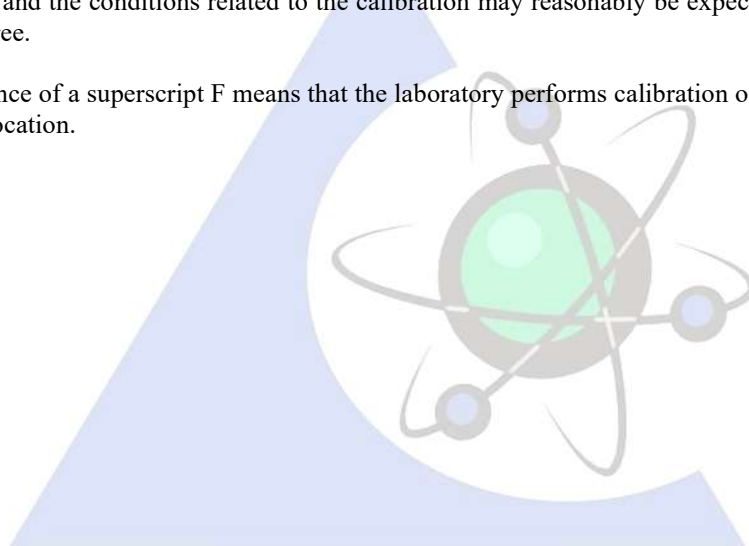 and the conditions related to the calibration may reasonably be expec
ree.
nce of a superscript F means that the laboratory performs calibration o
ocation.